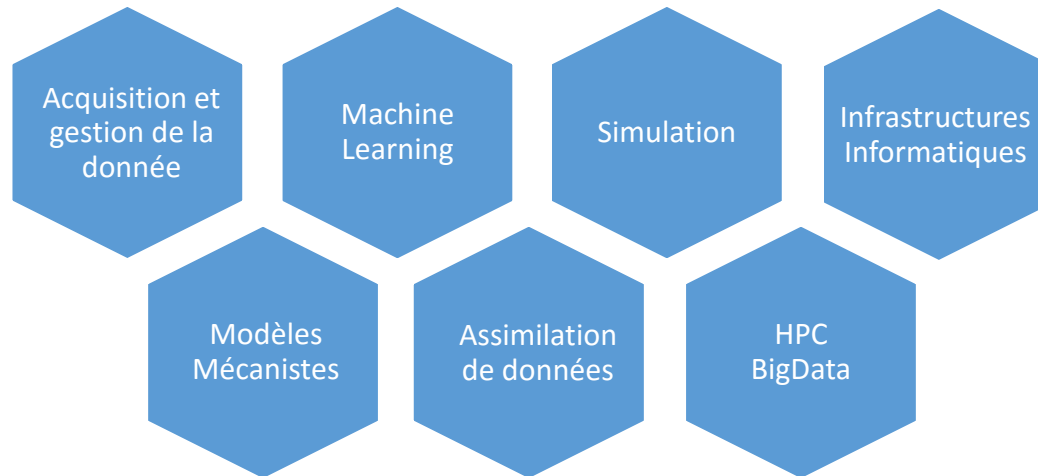 Acquisition et
gestion de la
donnée
Machine
Learning
Simulation
Infrastructures
Informatiques
Modèles
Mécanistes
Assimilation
de données
HPC
BigData